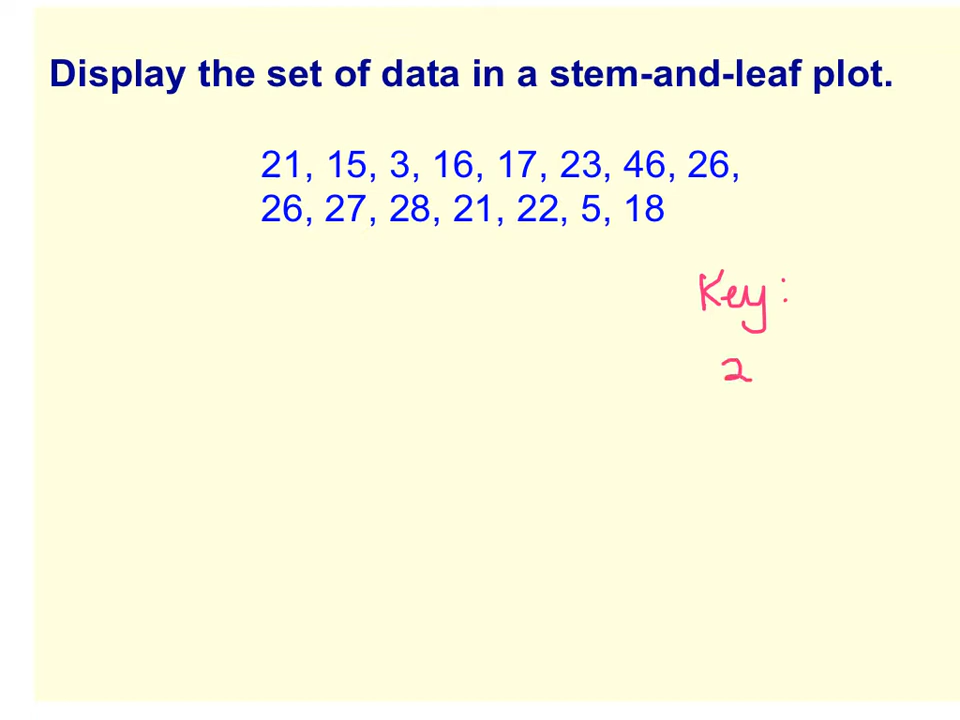 Display the set of data in a stem-and-leaf plot.
21, 15, 3, 16, 17, 23, 46, 26,
26, 27, 28, 21, 22, 5, 18
Key:
2